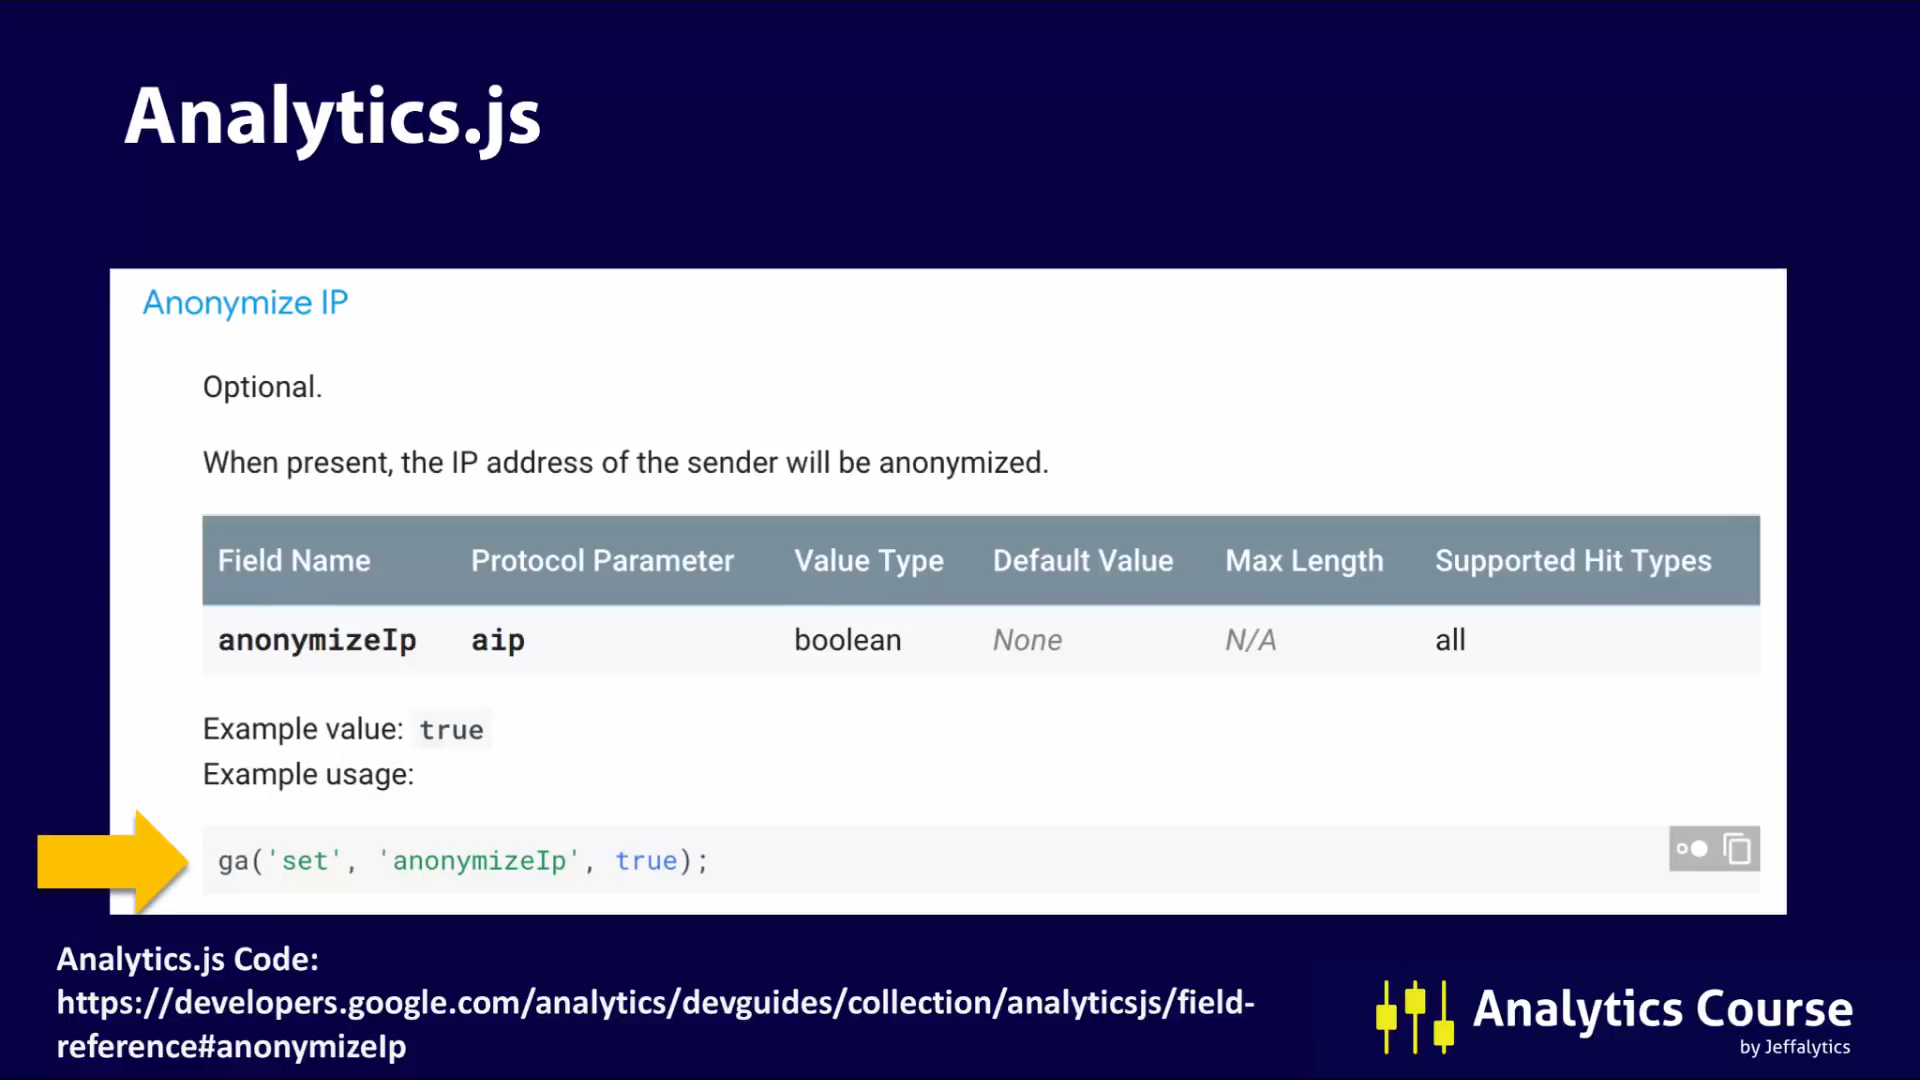 Analytics.js
Anonymize IP
Optional.
When present, the IP address of the sender will be anonymized.
Field Name Protocol Parameter Value Type Default Value Max Length Supported Hit Types
anonymizeIp aip boolean None N/A all
Example value: true
Example usage:
ga('set', 'anonymizeIp', true);
Analytics.js Code:
https://developers.google.com/analytics/devguides/collection/analyticsjs/field-
reference#anonymizeIp
Analytics Course
by Jeffalytics